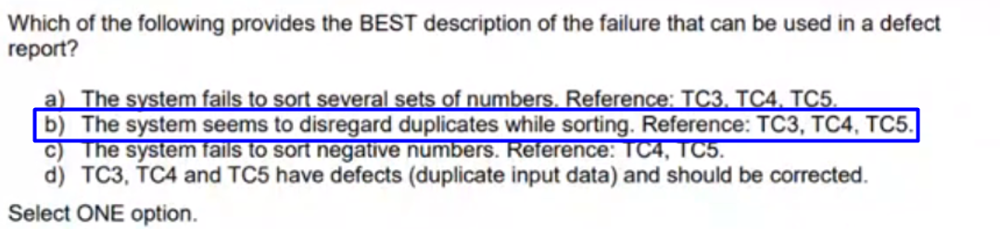 Which of the following provides the BEST description of the failure that can be used in a defect
report?
a) The system fails to sort several sets of numbers. Reference: TC3, TC4, TC5.
b) The system seems to disregard duplicates while sorting. Reference: TC3, TC4, TC5.
c) The system fails to sort negative numbers. Reference: TC4, TC5.
d) TC3, TC4 and TC5 have defects (duplicate input data) and should be corrected.
Select ONE option.